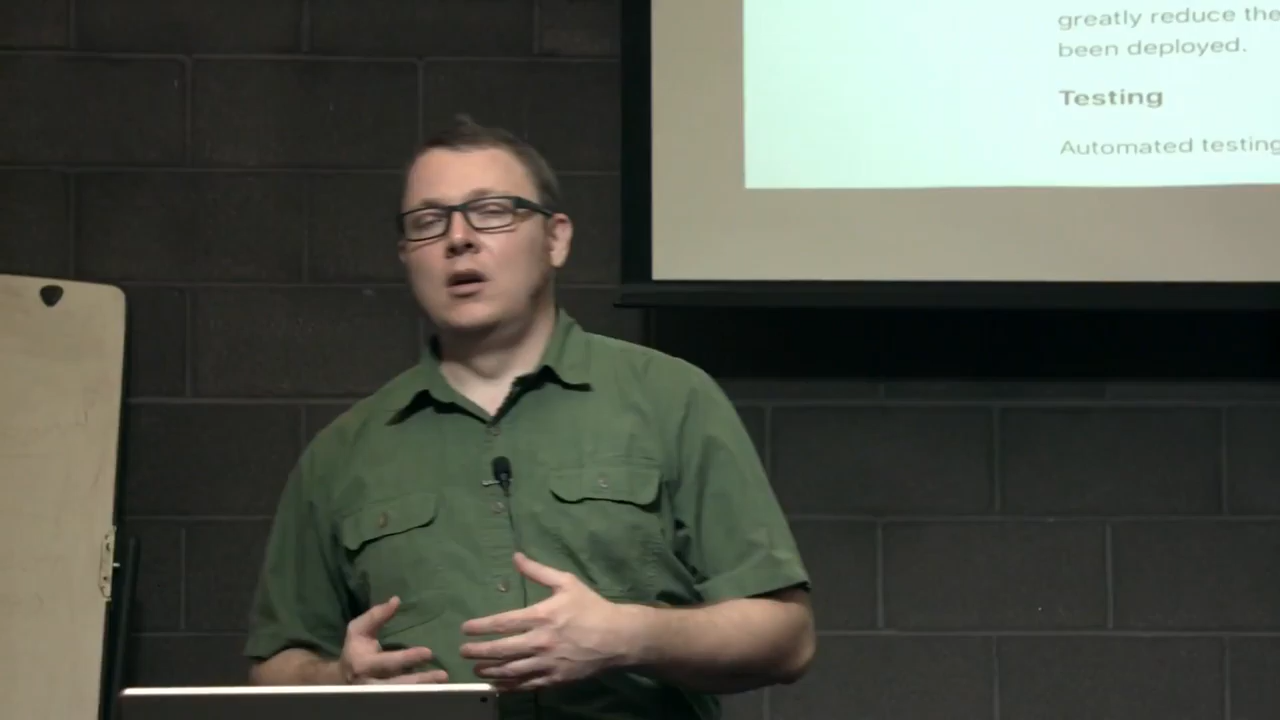 greatly reduce the
been deployed.
Testing
Automated testing